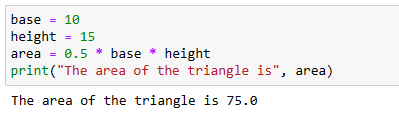 base = 10
height = 15
area = 0.5 * base * height
print("The area of the triangle is", area)
The area of the triangle is 75.0